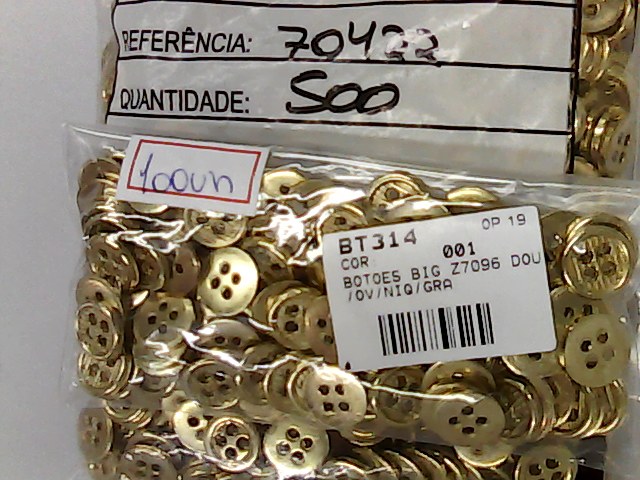 REFERÊNCIA: 70422
QUANTIDADE: 500
100un
OP 19
BT314
COR 001
BOTOES BIG Z7096 DOU
/OV/NIQ/GRA